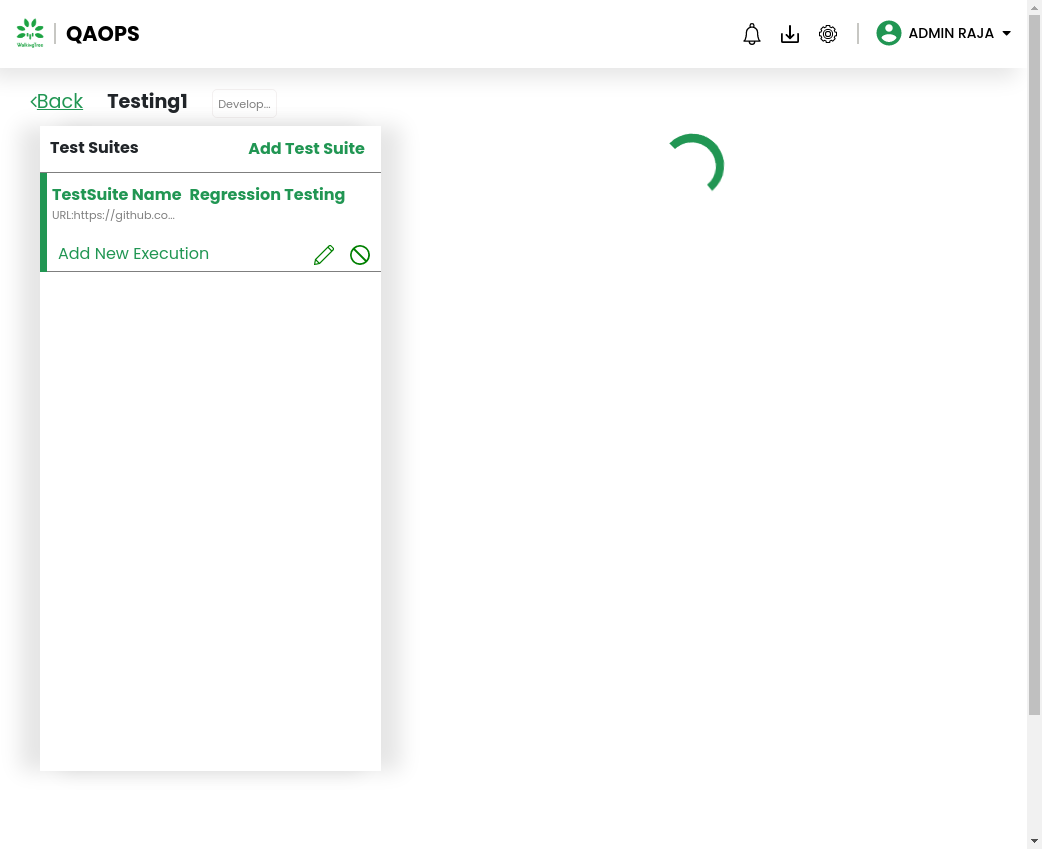 WalkingTree
QAOPS
ADMIN RAJA
Back
Testing1
Develop...
Test Suites
Add Test Suite
TestSuite Name Regression Testing
URL:https://github.co...
Add New Execution